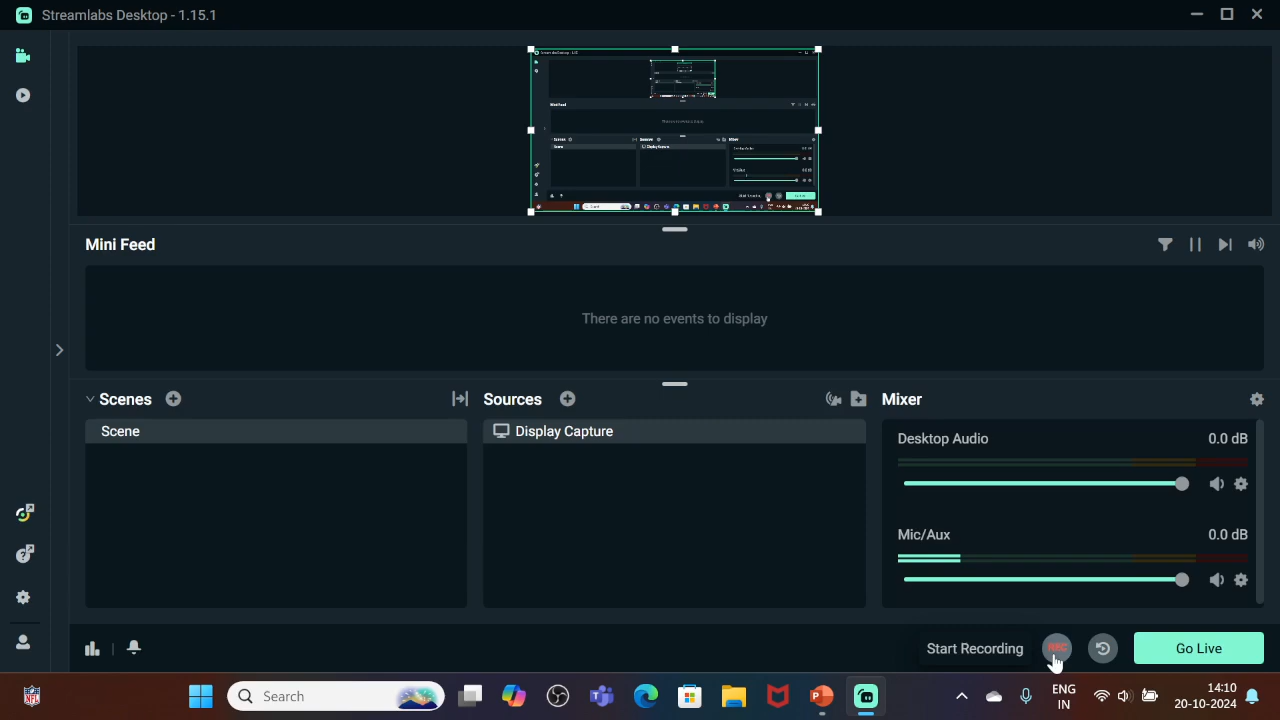 Streamlabs Desktop - 1.15.1
Mini Feed
There are no events to display
Scenes
Sources
Mixer
Scene
Display Capture
Desktop Audio 0.0 dB
Mic/Aux 0.0 dB
Start Recording
REC
Go Live
Search
ENG
IN
14:10
20-10-2024